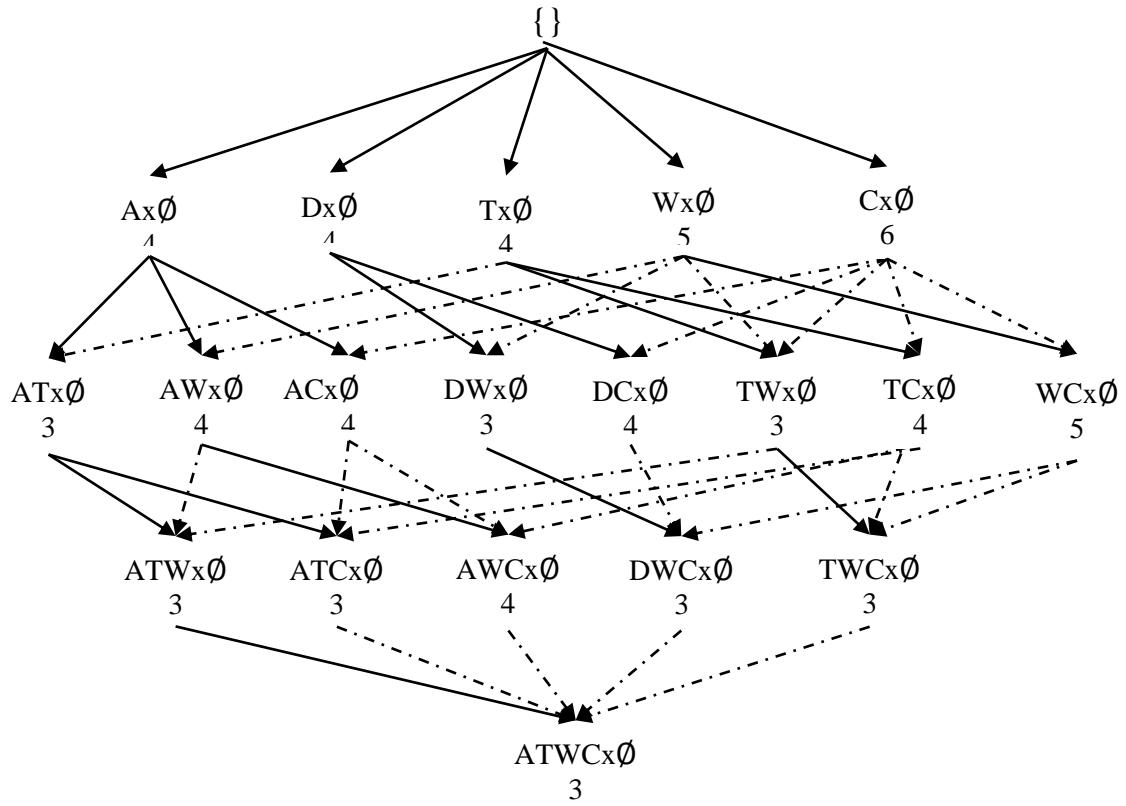 {}
Ax∅ Dx∅ Tx∅ Wx∅ Cx∅
4 4 4 5 6
ATx∅ AWx∅ ACx∅ DWx∅ DCx∅ TWx∅ TCx∅ WCx∅
3 4 4 3 4 3 4 5
ATWx∅ ATCx∅ AWCx∅ DWCx∅ TWCx∅
3 3 4 3 3
ATWCx∅
3